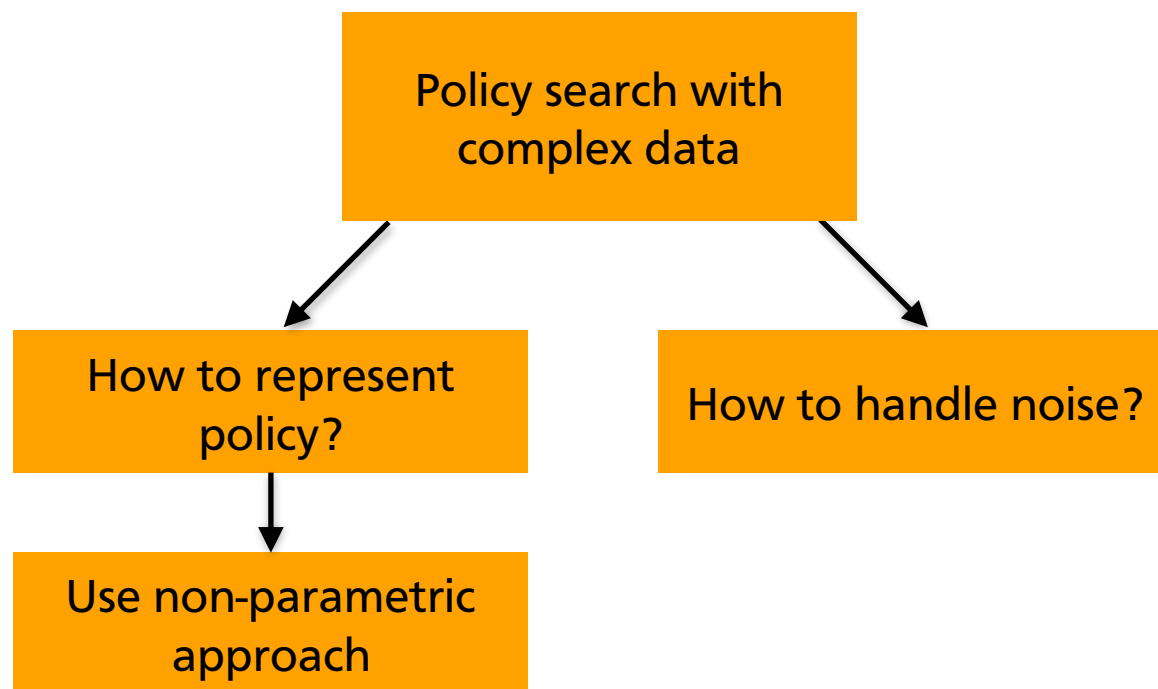 Policy search with
complex data
How to represent
policy?
How to handle noise?
Use non-parametric
approach